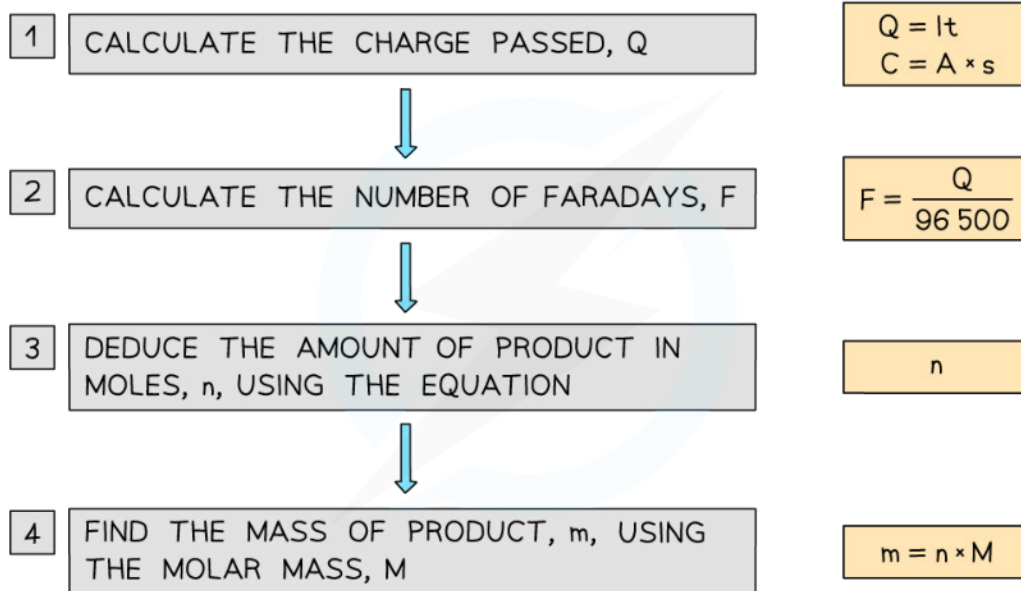 1 CALCULATE THE CHARGE PASSED, Q
Q = It
C = A × s
2 CALCULATE THE NUMBER OF FARADAYS, F
F = Q
96 500
3 DEDUCE THE AMOUNT OF PRODUCT IN
MOLES, n, USING THE EQUATION
n
4 FIND THE MASS OF PRODUCT, m, USING
THE MOLAR MASS, M
m = n × M